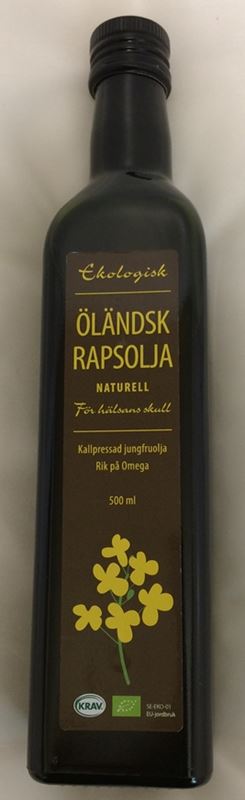 Ekologisk
ÖLÄNDSK
RAPSOLJA
NATURELL
För hälsans skull
Kallpressad jungfruolja
Rik på Omega
500 ml
KRAV
SE-EKO-01
EU-jordbruk